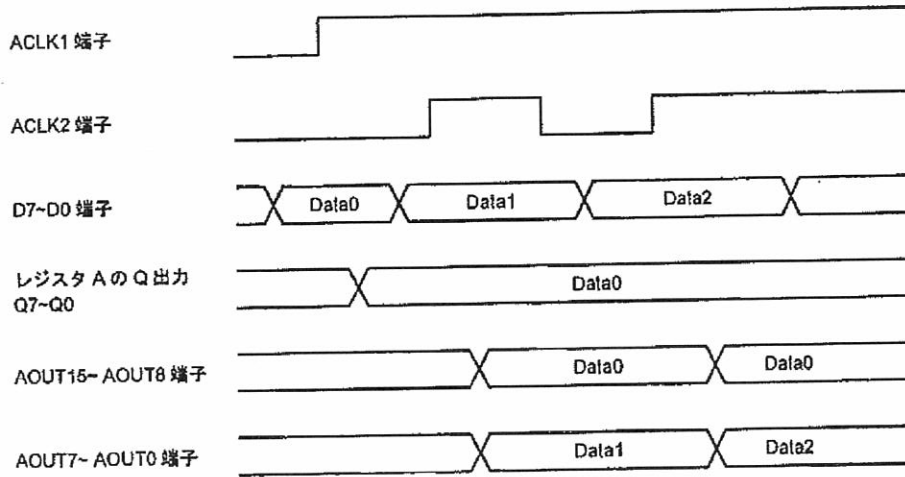 ACLK1 端子
ACLK2 端子
D7~D0 端子
Data0
Data1
Data2
レジスタ A の Q 出力
Q7~Q0
Data0
AOUT15~ AOUT8 端子
Data0
Data0
AOUT7~ AOUT0 端子
Data1
Data2